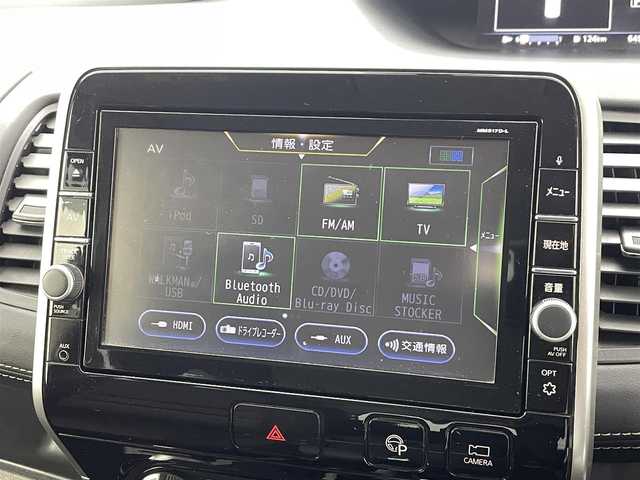 124km
MM517D-L
OPEN
AV
情報・設定
メニュー
iPod
SD
FM/AM
TV
AV
メニュー
現在地
WALKMAN®/
USB
Bluetooth
Audio
CD/DVD/
Blu-ray Disc
MUSIC
STOCKER
音量
PUSH
SOURCE
HDMI
ドライブレコーダー
AUX
交通情報
AUX
PUSH
AV OFF
OPT
P
CAMERA